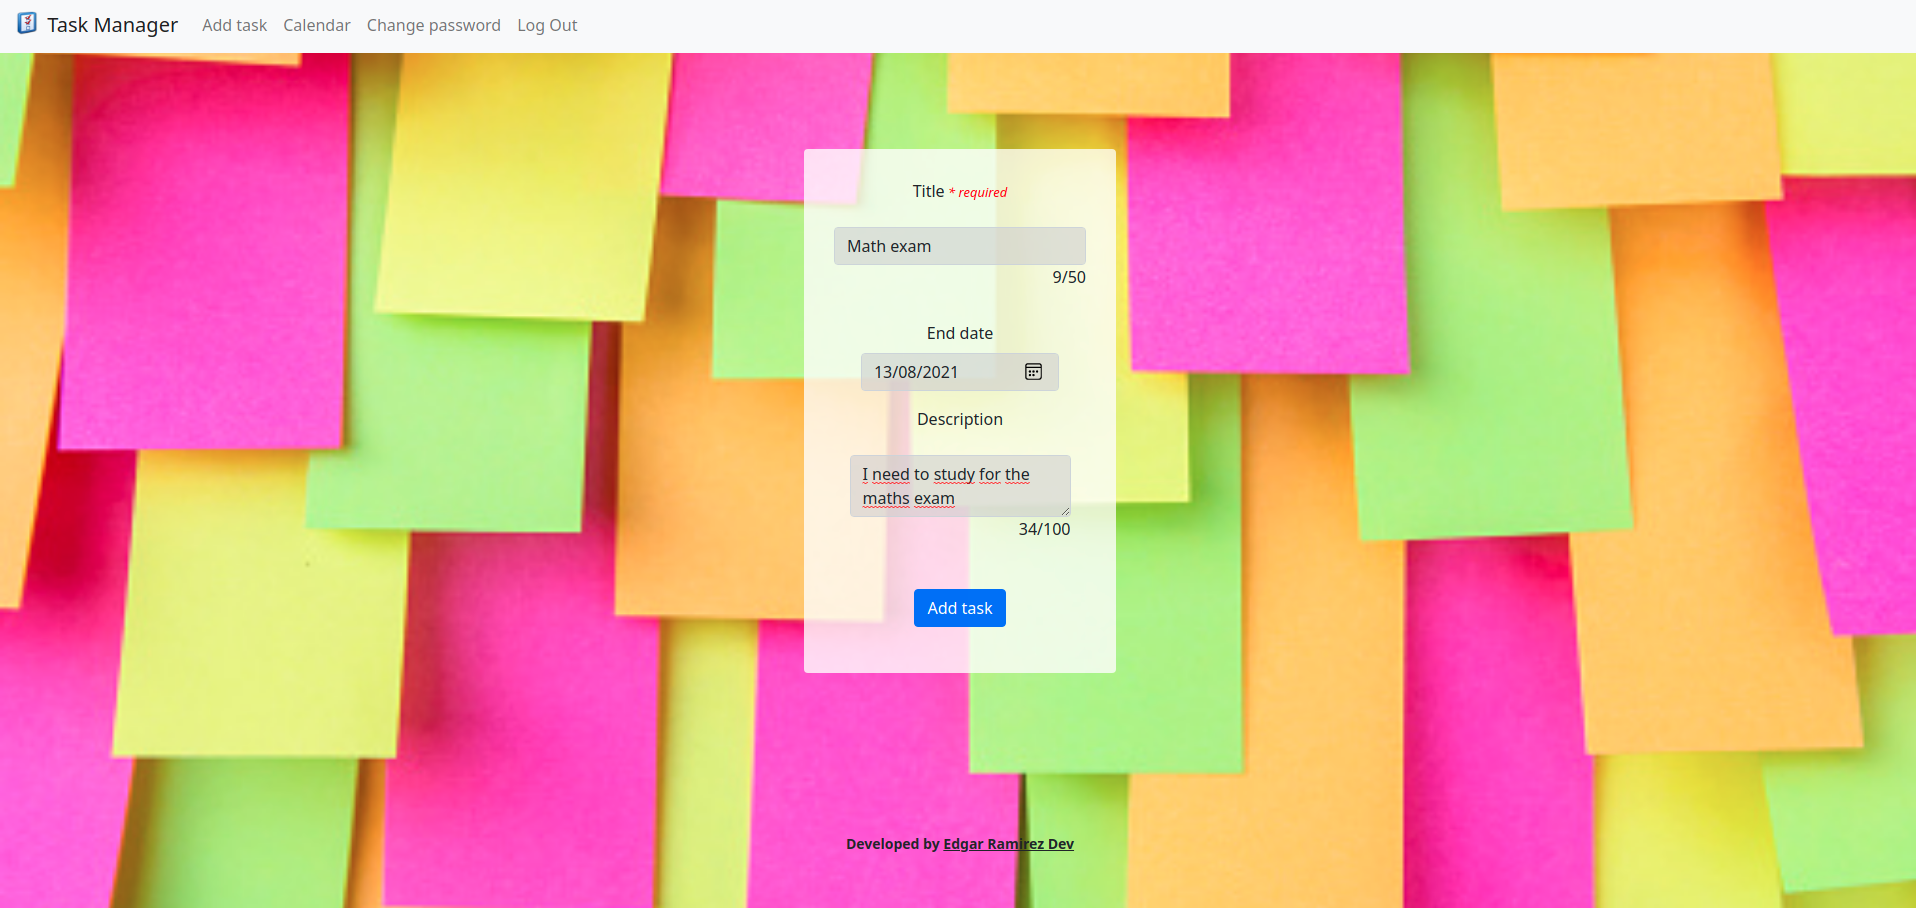 Task Manager Add task Calendar Change password Log Out
Title * required
Math exam
9/50
End date
13/08/2021
Description
I need to study for the
maths exam
34/100
Add task
Developed by Edgar Ramirez Dev